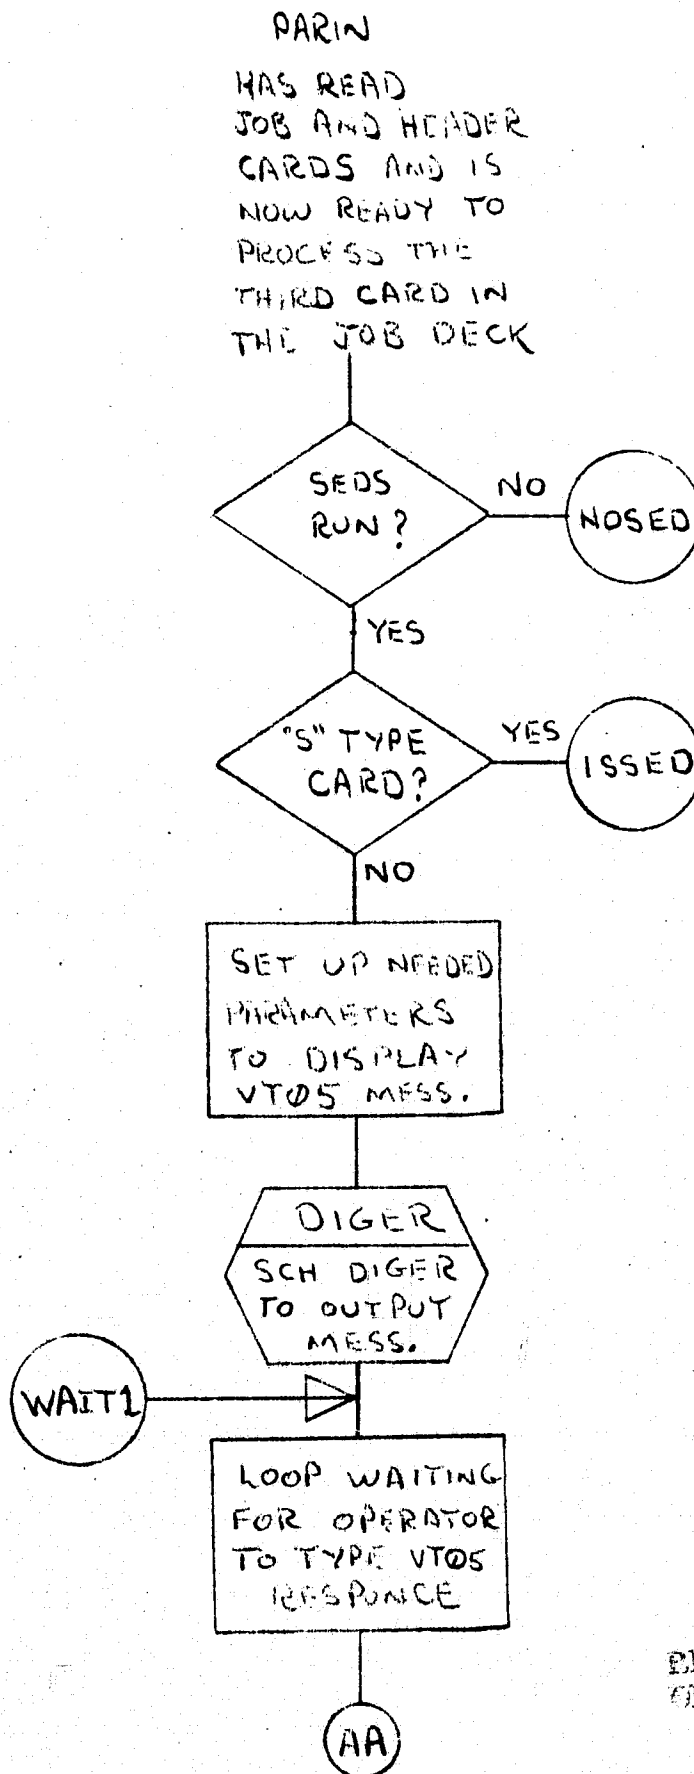 PARIN
HAS READ
JOB AND HEADER
CARDS AND IS
NOW READY TO
PROCESS THE
THIRD CARD IN
THE JOB DECK
SEDS
RUN?
NO
NOSED
YES
"S" TYPE
CARD?
YES
ISSED
NO
SET UP NEEDED
PARAMETERS
TO DISPLAY
VTØ5 MESS.
DIGER
SCH DIGER
TO OUTPUT
MESS.
WAIT1
LOOP WAITING
FOR OPERATOR
TO TYPE VTØ5
RESPONCE
AA